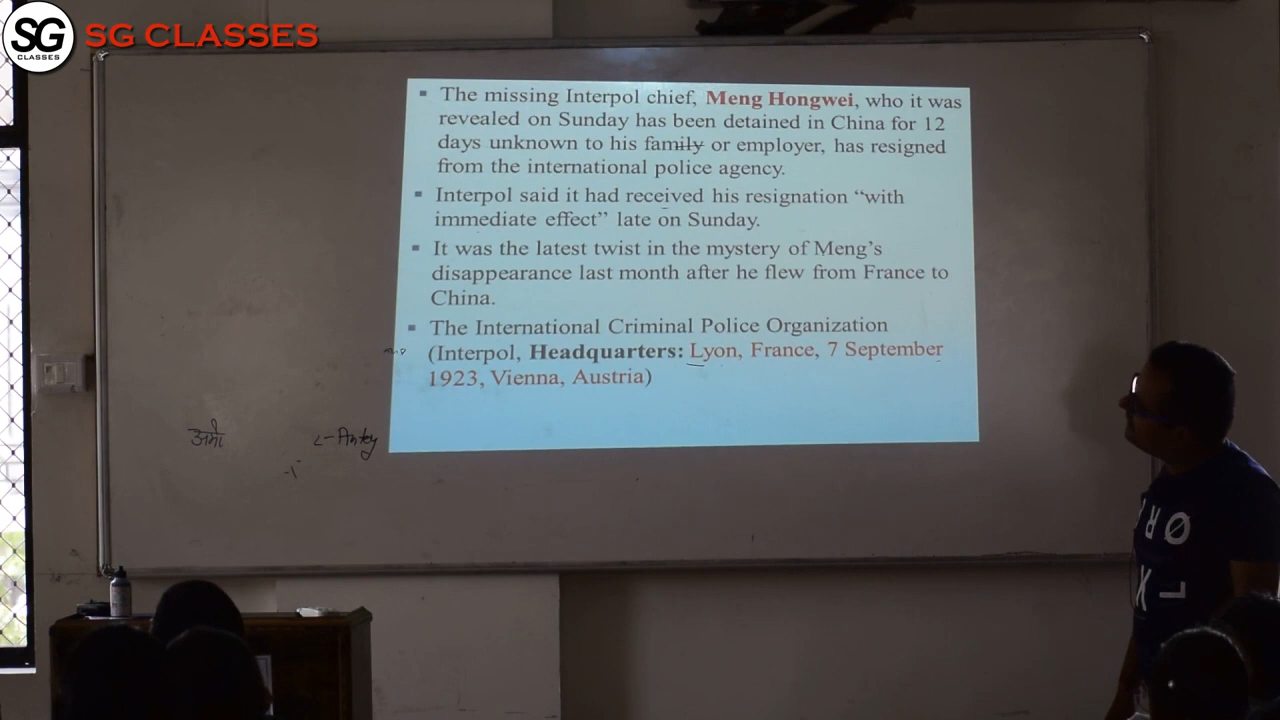 SG
CLASSES
SG CLASSES
▪ The missing Interpol chief, Meng Hongwei, who it was
revealed on Sunday has been detained in China for 12
days unknown to his family or employer, has resigned
from the international police agency.
▪ Interpol said it had received his resignation “with
immediate effect” late on Sunday.
▪ It was the latest twist in the mystery of Meng’s
disappearance last month after he flew from France to
China.
▪ The International Criminal Police Organization
(Interpol, Headquarters: Lyon, France, 7 September
1923, Vienna, Austria)